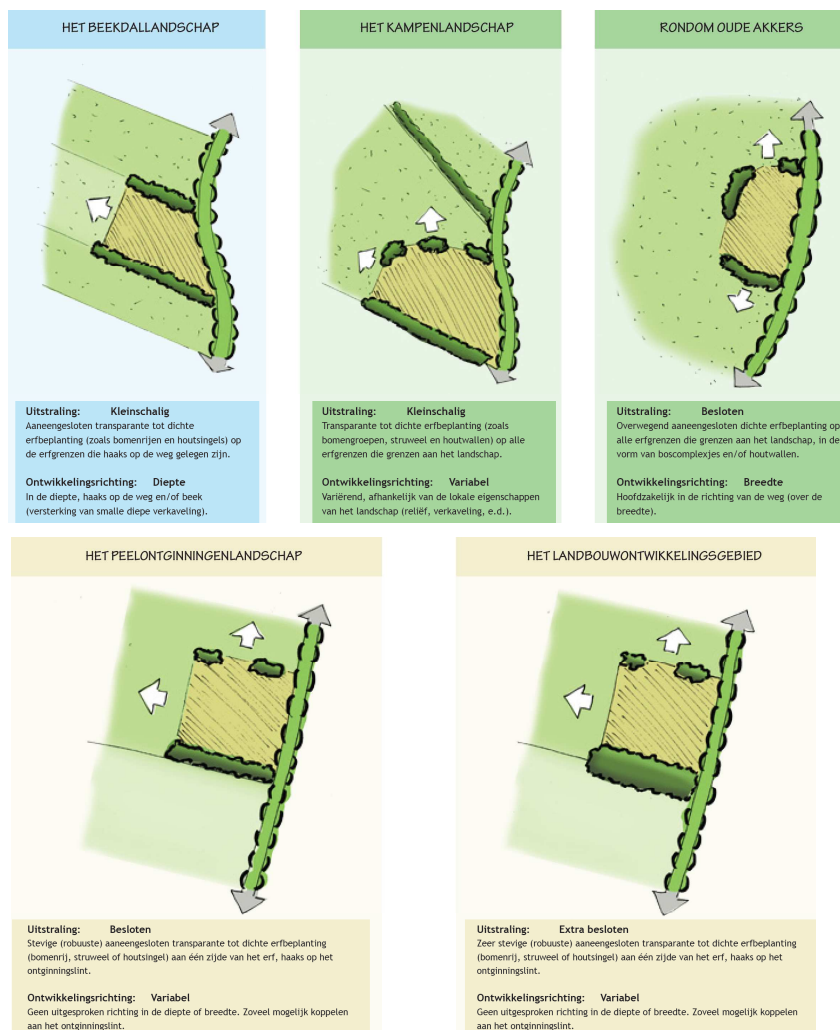 HET BEEKDALLANDSCHAP
Uitstraling: Kleinschalig
Aaneengesloten transparante tot dichte
erfbeplanting (zoals bomenrijen en houtsingels) op
de erfgrenzen die haaks op de weg gelegen zijn.
Ontwikkelingsrichting: Diepte
In de diepte, haaks op de weg en/of beek
(versterking van smalle diepe verkaveling).
HET KAMPENLANDSCHAP
Uitstraling: Kleinschalig
Transparante tot dichte erfbeplanting (zoals
bomengroepen, struweel en houtwallen) op alle
erfgrenzen die grenzen aan het landschap.
Ontwikkelingsrichting: Variabel
Variërend, afhankelijk van de lokale eigenschappen
van het landschap (reliëf, verkaveling, e.d.).
RONDOM OUDE AKKERS
Uitstraling: Besloten
Overwegend aaneengesloten dichte erfbeplanting op
alle erfgrenzen die grenzen aan het landschap, in de
vorm van boscomplexjes en/of houtwallen.
Ontwikkelingsrichting: Breedte
Hoofdzakelijk in de richting van de weg (over de
breedte).
HET PEELONTGINNINGENLANDSCHAP
Uitstraling: Besloten
Stevige (robuuste) aaneengesloten transparante tot dichte erfbeplanting
(bomenrij, struweel of houtsingel) aan één zijde van het erf, haaks op het
ontginningslint.
Ontwikkelingsrichting: Variabel
Geen uitgesproken richting in de diepte of breedte. Zoveel mogelijk koppelen
aan het ontginningslint.
HET LANDBOUWONTWIKKELINGSGEBIED
Uitstraling: Extra besloten
Zeer stevige (robuuste) aaneengesloten transparante tot dichte erfbeplanting
(bomenrij, struweel of houtsingel) aan één zijde van het erf, haaks op het
ontginningslint.
Ontwikkelingsrichting: Variabel
Geen uitgesproken richting in de diepte of breedte. Zoveel mogelijk koppelen
aan het ontginningslint.